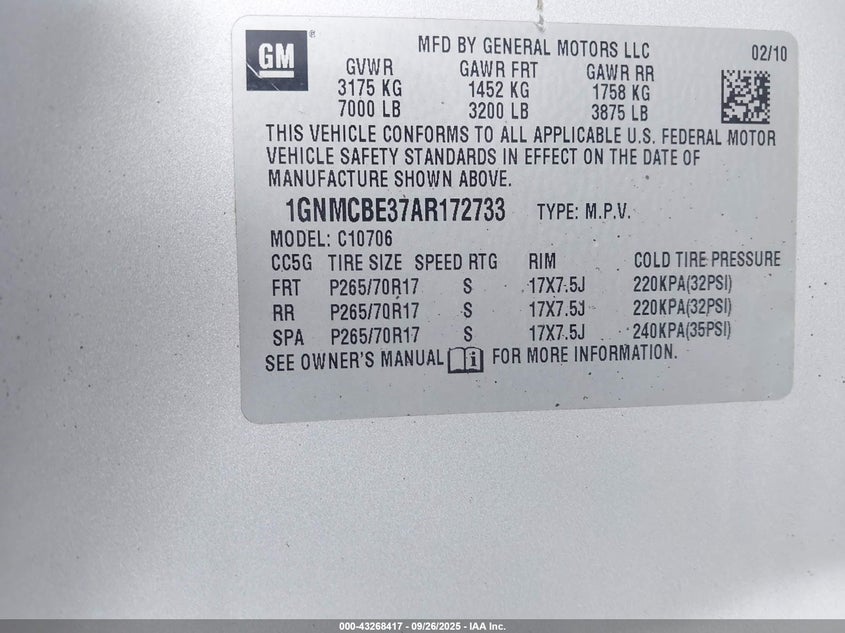 GM®
MFD BY GENERAL MOTORS LLC 02/10
GVWR GAWR FRT GAWR RR
3175 KG 1452 KG 1758 KG
7000 LB 3200 LB 3875 LB
THIS VEHICLE CONFORMS TO ALL APPLICABLE U.S. FEDERAL MOTOR
VEHICLE SAFETY STANDARDS IN EFFECT ON THE DATE OF
MANUFACTURE SHOWN ABOVE.
1GNMCBE37AR172733 TYPE: M.P.V.
MODEL: C10706
CC5G TIRE SIZE SPEED RTG RIM COLD TIRE PRESSURE
FRT P265/70R17 S 17X7.5J 220KPA(32PSI)
RR P265/70R17 S 17X7.5J 220KPA(32PSI)
SPA P265/70R17 S 17X7.5J 240KPA(35PSI)
SEE OWNER'S MANUAL FOR MORE INFORMATION.
000-43268417 - 09/26/2025 - IAA Inc.